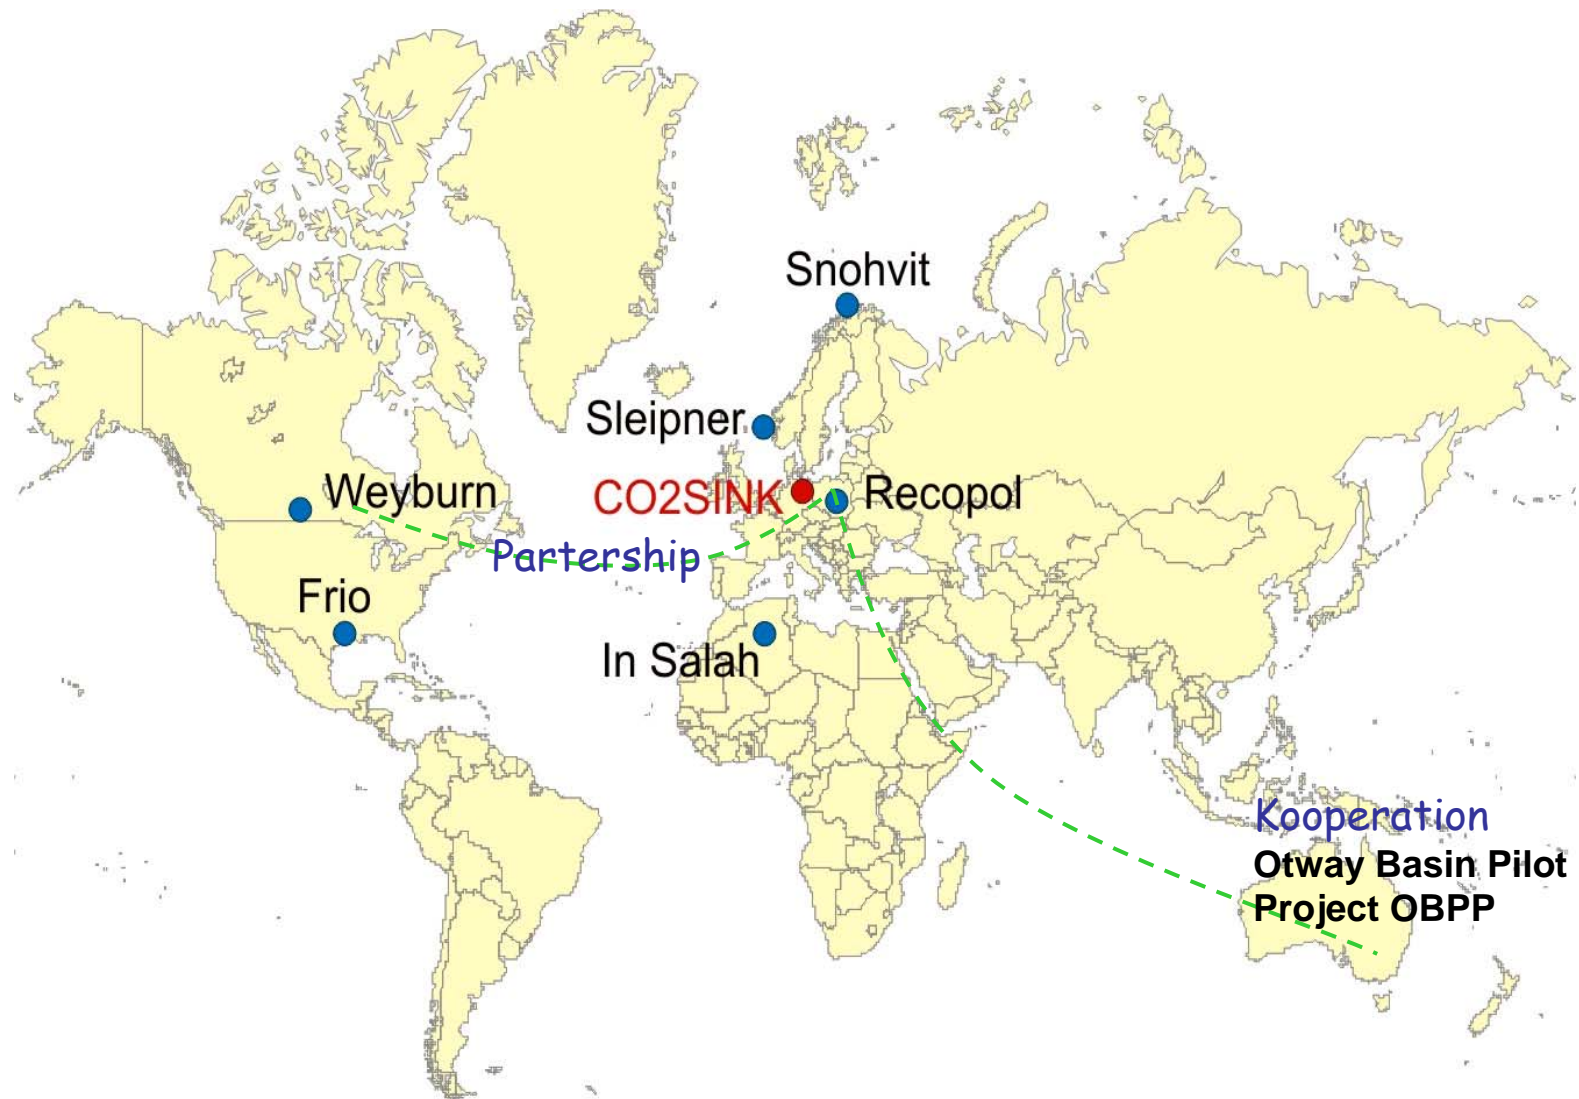 Snohvit
Sleipner
Weyburn
CO2SINK
Recopol
Partership
Frio
In Salah
Kooperation
Otway Basin Pilot
Project OBPP